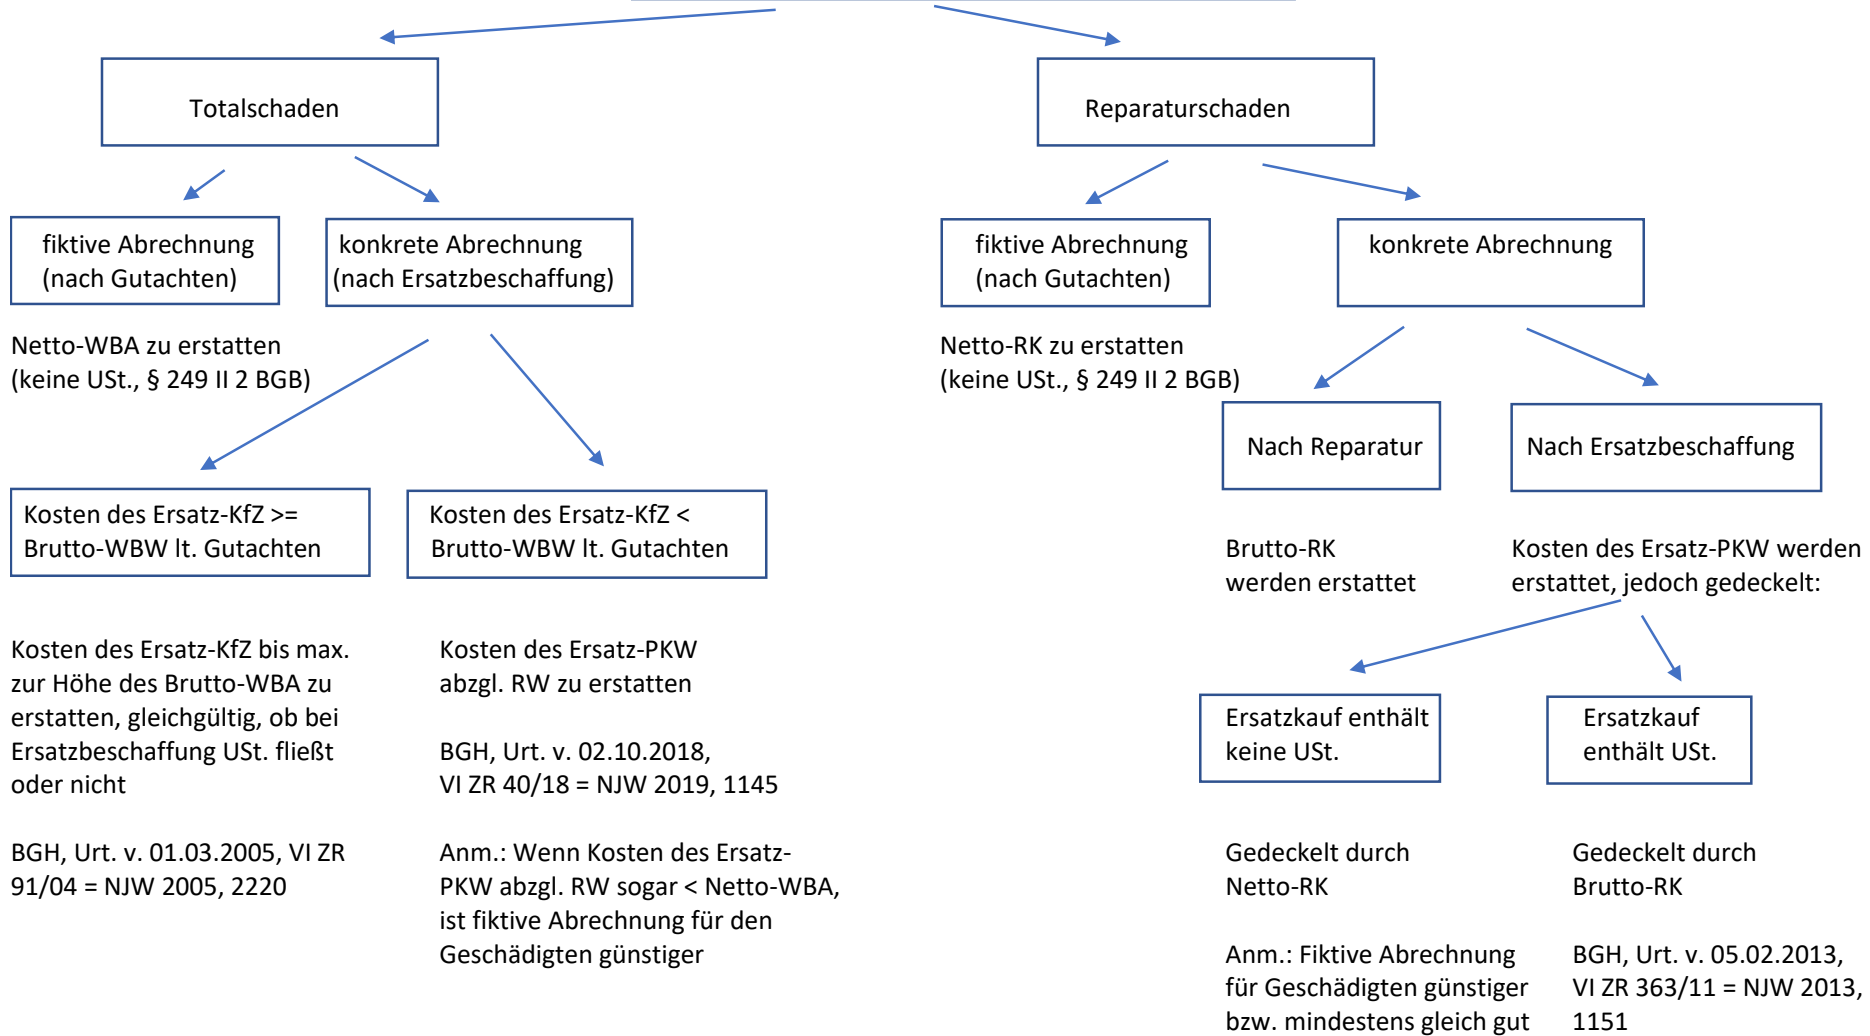 Totalschaden
Reparaturschaden
fiktive Abrechnung
(nach Gutachten)
konkrete Abrechnung
(nach Ersatzbeschaffung)
fiktive Abrechnung
(nach Gutachten)
konkrete Abrechnung
Netto-WBA zu erstatten
(keine USt., § 249 II 2 BGB)
Netto-RK zu erstatten
(keine USt., § 249 II 2 BGB)
Kosten des Ersatz-KfZ >=
Brutto-WBW lt. Gutachten
Kosten des Ersatz-KfZ <
Brutto-WBW lt. Gutachten
Nach Reparatur
Nach Ersatzbeschaffung
Brutto-RK
werden erstattet
Kosten des Ersatz-PKW werden
erstattet, jedoch gedeckelt:
Kosten des Ersatz-KfZ bis max.
zur Höhe des Brutto-WBA zu
erstatten, gleichgültig, ob bei
Ersatzbeschaffung USt. fließt
oder nicht
BGH, Urt. v. 01.03.2005, VI ZR
91/04 = NJW 2005, 2220
Kosten des Ersatz-PKW
abzgl. RW zu erstatten
BGH, Urt. v. 02.10.2018,
VI ZR 40/18 = NJW 2019, 1145
Anm.: Wenn Kosten des Ersatz-
PKW abzgl. RW sogar < Netto-WBA,
ist fiktive Abrechnung für den
Geschädigten günstiger
Ersatzkauf enthält
keine USt.
Ersatzkauf
enthält USt.
Gedeckelt durch
Netto-RK
Anm.: Fiktive Abrechnung
für Geschädigten günstiger
bzw. mindestens gleich gut
Gedeckelt durch
Brutto-RK
BGH, Urt. v. 05.02.2013,
VI ZR 363/11 = NJW 2013,
1151